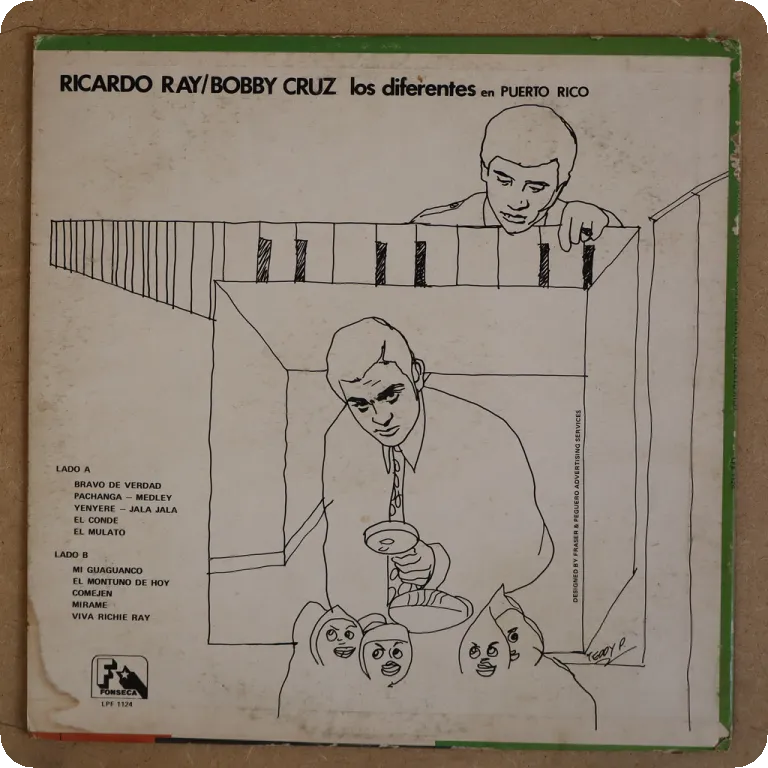 RICARDO RAY/BOBBY CRUZ los diferentes en PUERTO RICO
LADO A
BRAVO DE VERDAD
PACHANGA – MEDLEY
YENYERE – JALA JALA
EL CONDE
EL MULATO
LADO B
MI GUAGUANCO
EL MONTUNO DE HOY
COMEJEN
MIRAME
VIVA RICHIE RAY
FONSECA
LPF 1124
DESIGNED BY FRASER & PEGUERO ADVERTISING SERVICES
TEDDY P.